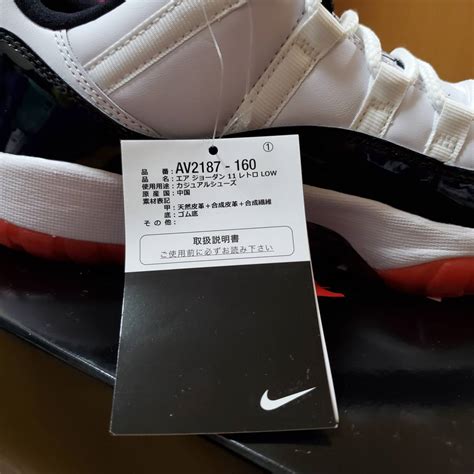 ①
品 番: AV2187 - 160
品 名: エア ジョーダン 11 レトロ LOW
使用用途: カジュアルシューズ
原 産 国: 中国
素材表記
甲: 天然皮革+合成皮革+合成繊維
底: ゴム底
その他:
取扱説明書
ご使用前に必ずお読み下さい